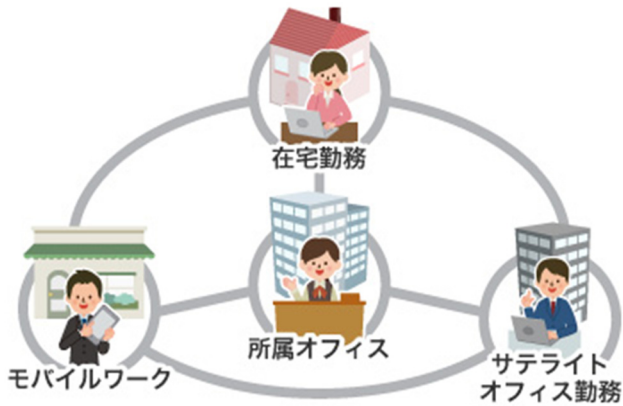 在宅勤務
所属オフィス
モバイルワーク
サテライト
オフィス勤務